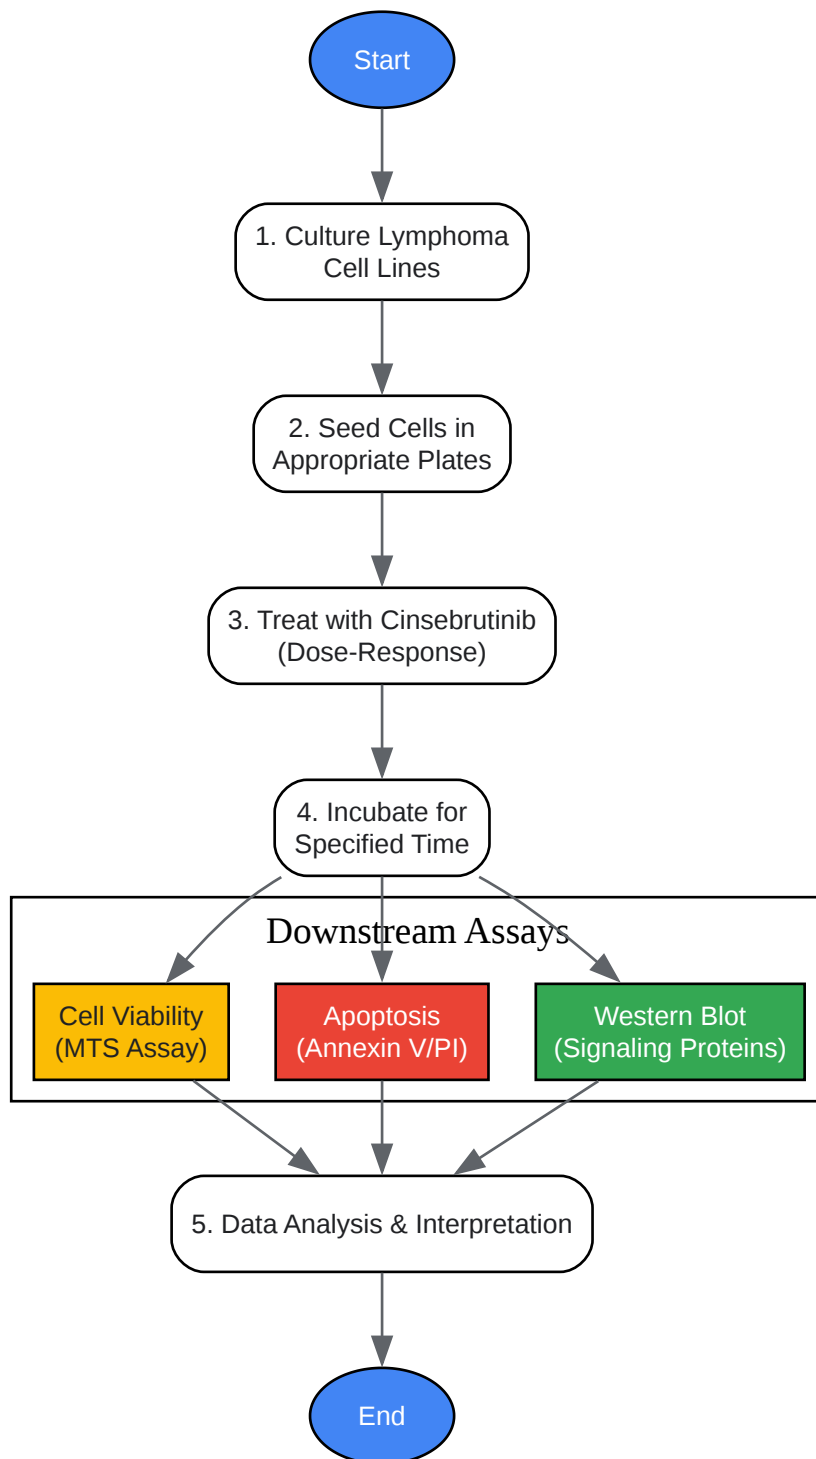 Start
1. Culture Lymphoma
Cell Lines
2. Seed Cells in
Appropriate Plates
3. Treat with Cinsebrutinib
(Dose-Response)
4. Incubate for
Specified Time
Downstream Assays
Cell Viability
(MTS Assay)
Apoptosis
(Annexin V/PI)
Western Blot
(Signaling Proteins)
5. Data Analysis & Interpretation
End